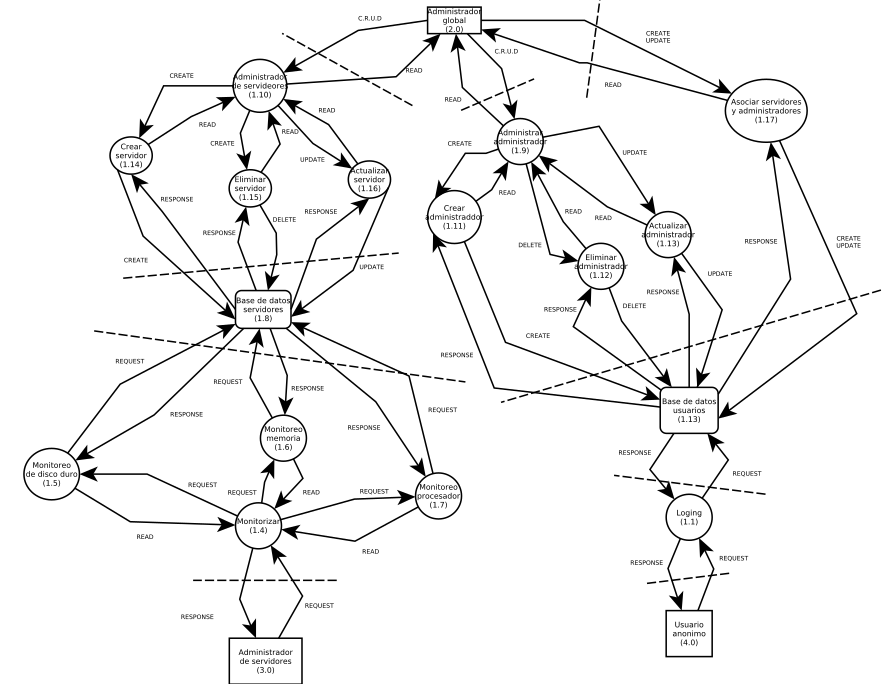 Administrador
global
(2.0)
C.R.U.D
C.R.U.D
CREATE
UPDATE
READ
READ
READ
Administrador
de servideores
(1.10)
Asociar servidores
y administradores
(1.17)
CREATE
READ
CREATE
READ
READ
UPDATE
Administrar
administrador
(1.9)
CREATE
READ
UPDATE
Crear
servidor
(1.14)
Eliminar
servidor
(1.15)
Actualizar
servidor
(1.16)
Crear
administraddor
(1.11)
READ
READ
DELETE
Actualizar
administrador
(1.13)
Eliminar
administrador
(1.12)
RESPONSE
RESPONSE
DELETE
RESPONSE
CREATE
UPDATE
RESPONSE
CREATE
UPDATE
UPDATE
RESPONSE
RESPONSE
DELETE
CREATE
RESPONSE
Base de datos
servidores
(1.8)
REQUEST
RESPONSE
REQUEST
RESPONSE
RESPONSE
REQUEST
Base de datos
usuarios
(1.13)
Monitoreo
memoria
(1.6)
Monitoreo
de disco duro
(1.5)
Monitoreo
procesador
(1.7)
REQUEST
REQUEST
READ
REQUEST
READ
READ
Monitorizar
(1.4)
RESPONSE
REQUEST
Loging
(1.1)
RESPONSE
REQUEST
RESPONSE
REQUEST
Administrador
de servidores
(3.0)
Usuario
anonimo
(4.0)